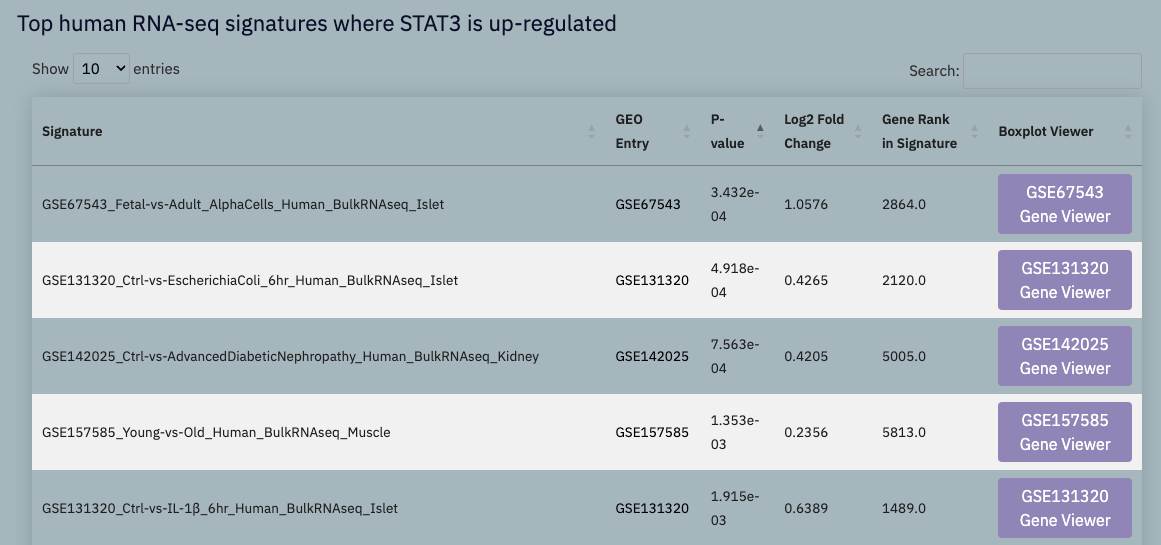 Top human RNA-seq signatures where STAT3 is up-regulated
Show 10 entries
Search:
Signature GEO Entry P-value Log2 Fold Change Gene Rank in Signature Boxplot Viewer
GSE67543_Fetal-vs-Adult_AlphaCells_Human_BulkRNAseq_Islet GSE67543 3.432e-04 1.0576 2864.0 GSE67543 Gene Viewer
GSE131320_Ctrl-vs-EscherichiaColi_6hr_Human_BulkRNAseq_Islet GSE131320 4.918e-04 0.4265 2120.0 GSE131320 Gene Viewer
GSE142025_Ctrl-vs-AdvancedDiabeticNephropathy_Human_BulkRNAseq_Kidney GSE142025 7.563e-04 0.4205 5005.0 GSE142025 Gene Viewer
GSE157585_Young-vs-Old_Human_BulkRNAseq_Muscle GSE157585 1.353e-03 0.2356 5813.0 GSE157585 Gene Viewer
GSE131320_Ctrl-vs-IL-1β_6hr_Human_BulkRNAseq_Islet GSE131320 1.915e-03 0.6389 1489.0 GSE131320 Gene Viewer